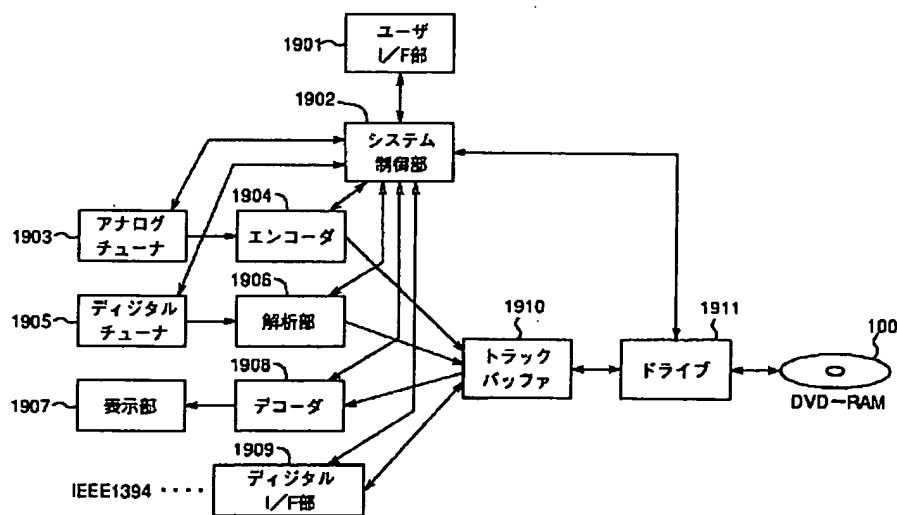 1901
ユーザ
I/F部
1902
システム
制御部
1903
アナログ
チューナ
1904
エンコーダ
1905
ディジタル
チューナ
1906
解析部
1907
表示部
1908
デコーダ
1909
ディジタル
I/F部
IEEE1394 ・・・・
1910
トラック
バッファ
1911
ドライブ
100
DVD-RAM